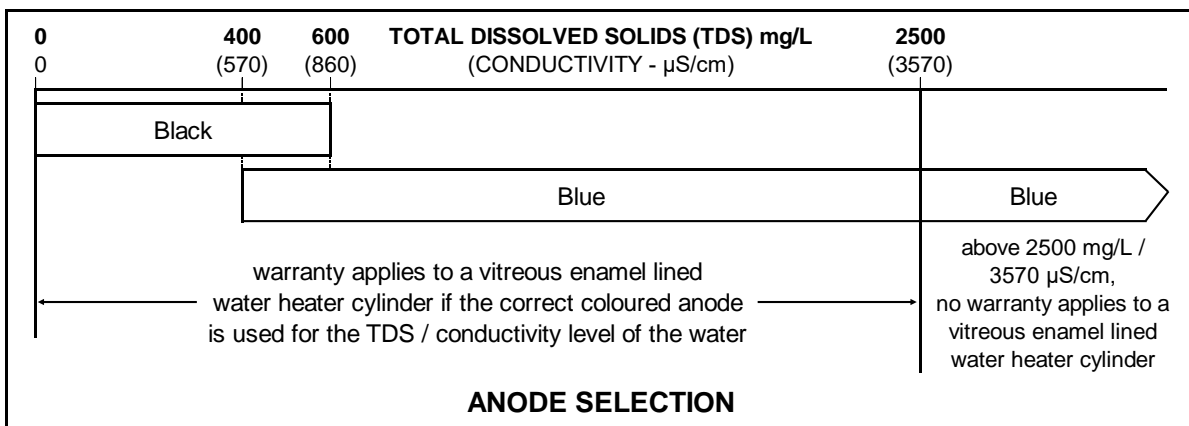 0 400 600 TOTAL DISSOLVED SOLIDS (TDS) mg/L 2500
0 (570) (860) (CONDUCTIVITY - µS/cm) (3570)
Black
Blue Blue
warranty applies to a vitreous enamel lined
water heater cylinder if the correct coloured anode
is used for the TDS / conductivity level of the water
above 2500 mg/L /
3570 µS/cm,
no warranty applies to a
vitreous enamel lined
water heater cylinder
ANODE SELECTION